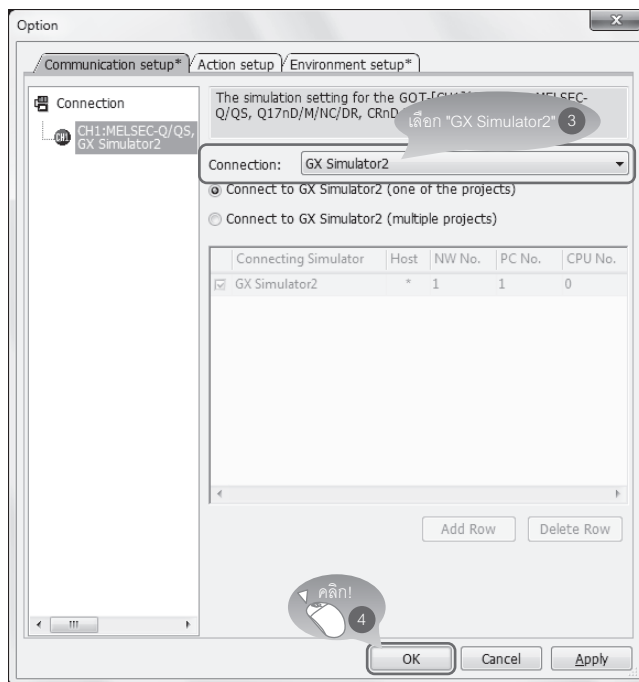 Option
Communication setup* Action setup Environment setup*
Connection
CH1:MELSEC-Q/QS,
GX Simulator2
The simulation setting for the
Q/QS, Q17nD/M/NC/DR,
เลือก "GX Simulator2" 3
Connection: GX Simulator2
Connect to GX Simulator2 (one of the projects)
Connect to GX Simulator2 (multiple projects)
Connecting Simulator Host NW No. PC No. CPU No.
GX Simulator2 * 1 1 0
Add Row Delete Row
คลิก!
4
OK Cancel Apply